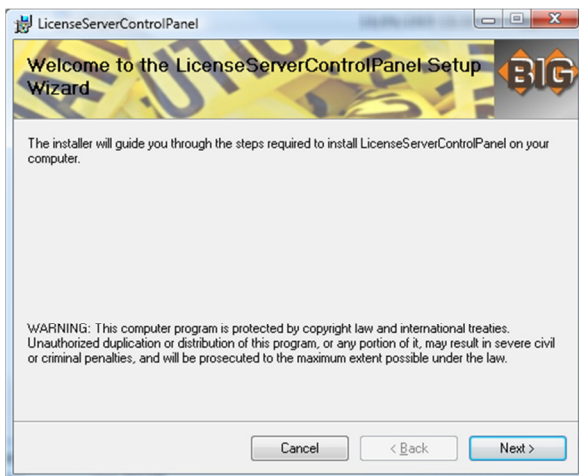 LicenseServerControlPanel
Welcome to the LicenseServerControlPanel Setup
Wizard
BIG
The installer will guide you through the steps required to install LicenseServerControlPanel on your
computer.
WARNING: This computer program is protected by copyright law and international treaties.
Unauthorized duplication or distribution of this program, or any portion of it, may result in severe civil
or criminal penalties, and will be prosecuted to the maximum extent possible under the law.
Cancel
< Back
Next >